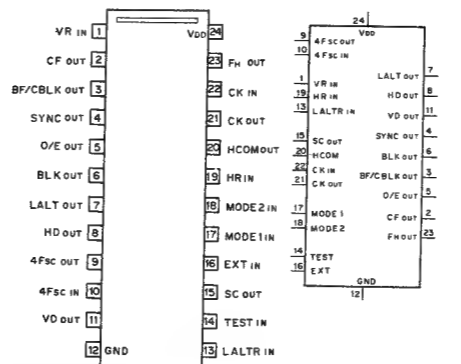 VR IN 1
CF OUT 2
BF/CBLK OUT 3
SYNC OUT 4
O/E OUT 5
BLK OUT 6
LALT OUT 7
HD OUT 8
4Fsc OUT 9
4Fsc IN 10
VD OUT 11
12 GND
VDD 24
23 FH OUT
22 CK IN
21 CK OUT
20 HCOM OUT
19 HR IN
18 MODE 2 IN
17 MODE 1 IN
16 EXT IN
15 SC OUT
14 TEST IN
13 LALTR IN
24
VDD
9 4FSC OUT
10 4FSC IN
1 VR IN
19 HR IN
13 LALTR IN
15 SC OUT
20 HCOM
22 CK IN
21 CK OUT
17 MODE 1
18 MODE 2
14 TEST
16 EXT
LALT OUT 7
HD OUT 8
VD OUT 11
SYNC OUT 4
BLK OUT 6
BF/CBLK OUT 3
O/E OUT 5
CF OUT 2
FH OUT 23
GND
12